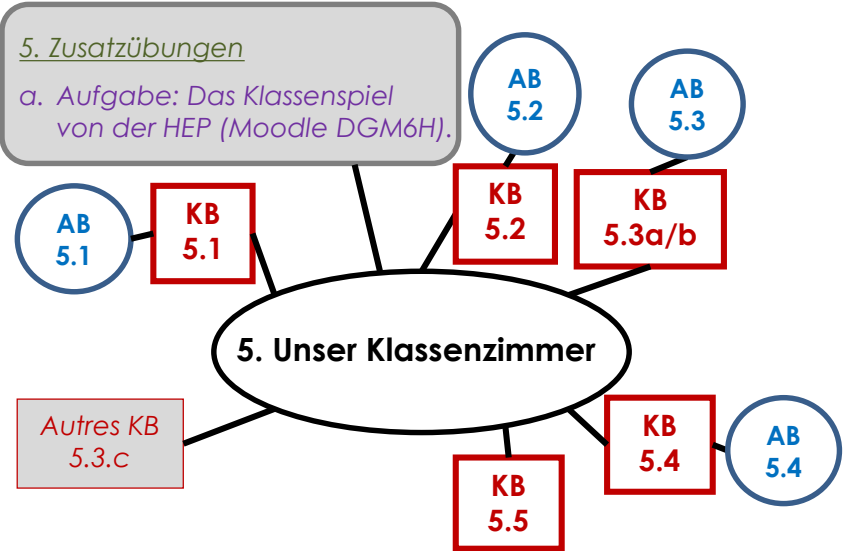 5. Zusatzübungen
a. Aufgabe: Das Klassenspiel
von der HEP (Moodle DGM6H).
AB
5.2
AB
5.3
KB
5.2
KB
5.3a/b
AB
5.1
KB
5.1
5. Unser Klassenzimmer
Autres KB
5.3.c
KB
5.4
AB
5.4
KB
5.5